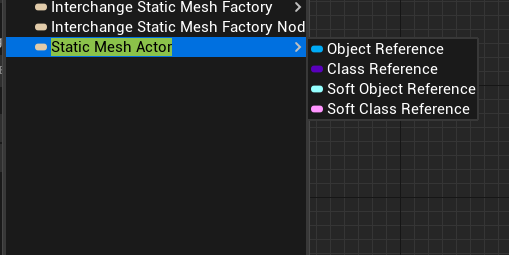 Interchange Static Mesh Factory
Interchange Static Mesh Factory Nod
Static Mesh Actor
Object Reference
Class Reference
Soft Object Reference
Soft Class Reference